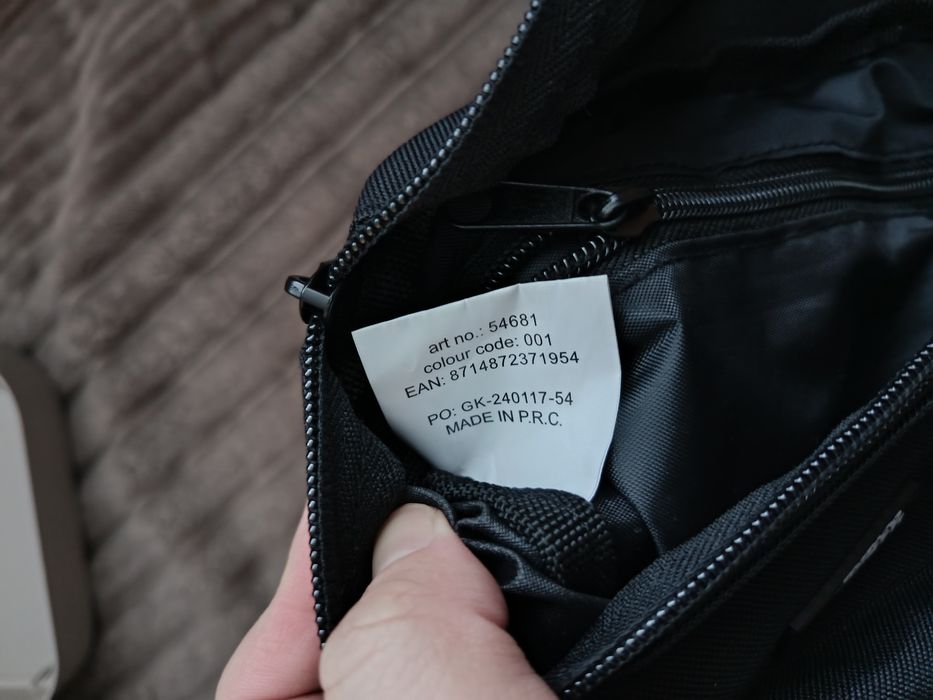 art no.: 54681
colour code: 001
EAN: 8714872371954
PO: GK-240117-54
MADE IN P.R.C.